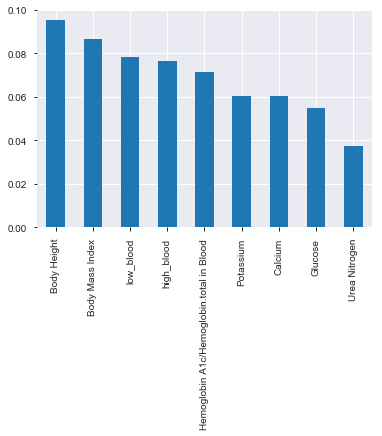 0.10
0.08
0.06
0.04
0.02
0.00
Body Height
Body Mass Index
low_blood
high_blood
Hemoglobin A1c/Hemoglobin.total in Blood
Potassium
Calcium
Glucose
Urea Nitrogen